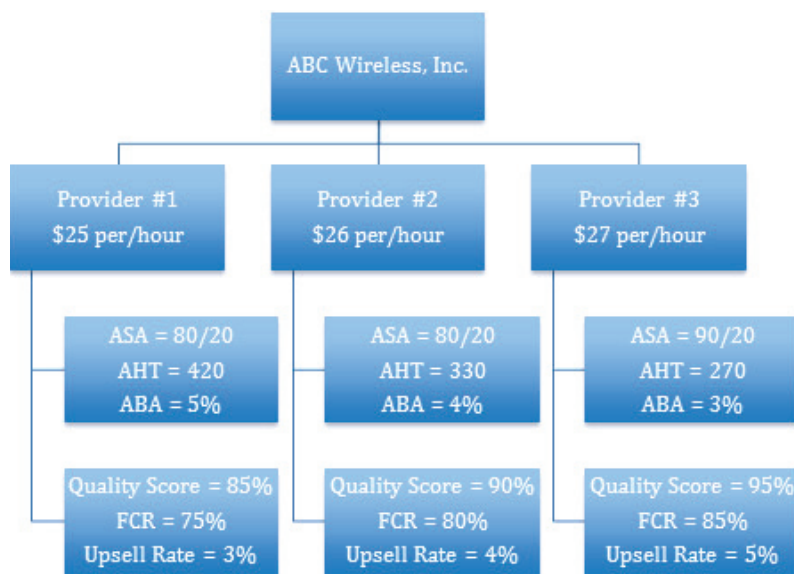 ABC Wireless, Inc.
Provider #1
$25 per/hour
ASA = 80/20
AHT = 420
ABA = 5%
Quality Score = 85%
FCR = 75%
Upsell Rate = 3%
Provider #2
$26 per/hour
ASA = 80/20
AHT = 330
ABA = 4%
Quality Score = 90%
FCR = 80%
Upsell Rate = 4%
Provider #3
$27 per/hour
ASA = 90/20
AHT = 270
ABA = 3%
Quality Score = 95%
FCR = 85%
Upsell Rate = 5%